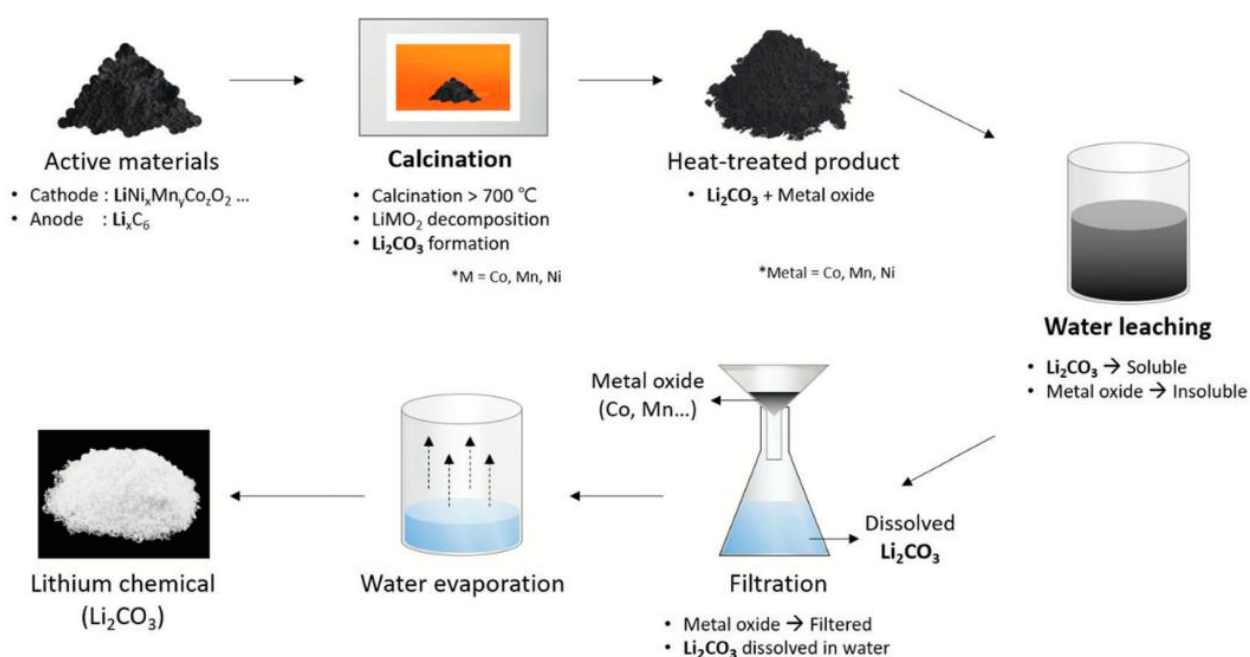 Active materials
• Cathode : LiNiₓMnᵧCo₂O₂ ...
• Anode : LiₓC₆
Calcination
• Calcination > 700 ℃
• LiMO₂ decomposition
• Li₂CO₃ formation
*M = Co, Mn, Ni
Heat-treated product
• Li₂CO₃ + Metal oxide
*Metal = Co, Mn, Ni
Water leaching
• Li₂CO₃ → Soluble
• Metal oxide → Insoluble
Metal oxide
(Co, Mn...)
Dissolved
Li₂CO₃
Filtration
• Metal oxide → Filtered
• Li₂CO₃ dissolved in water
Water evaporation
Lithium chemical
(Li₂CO₃)